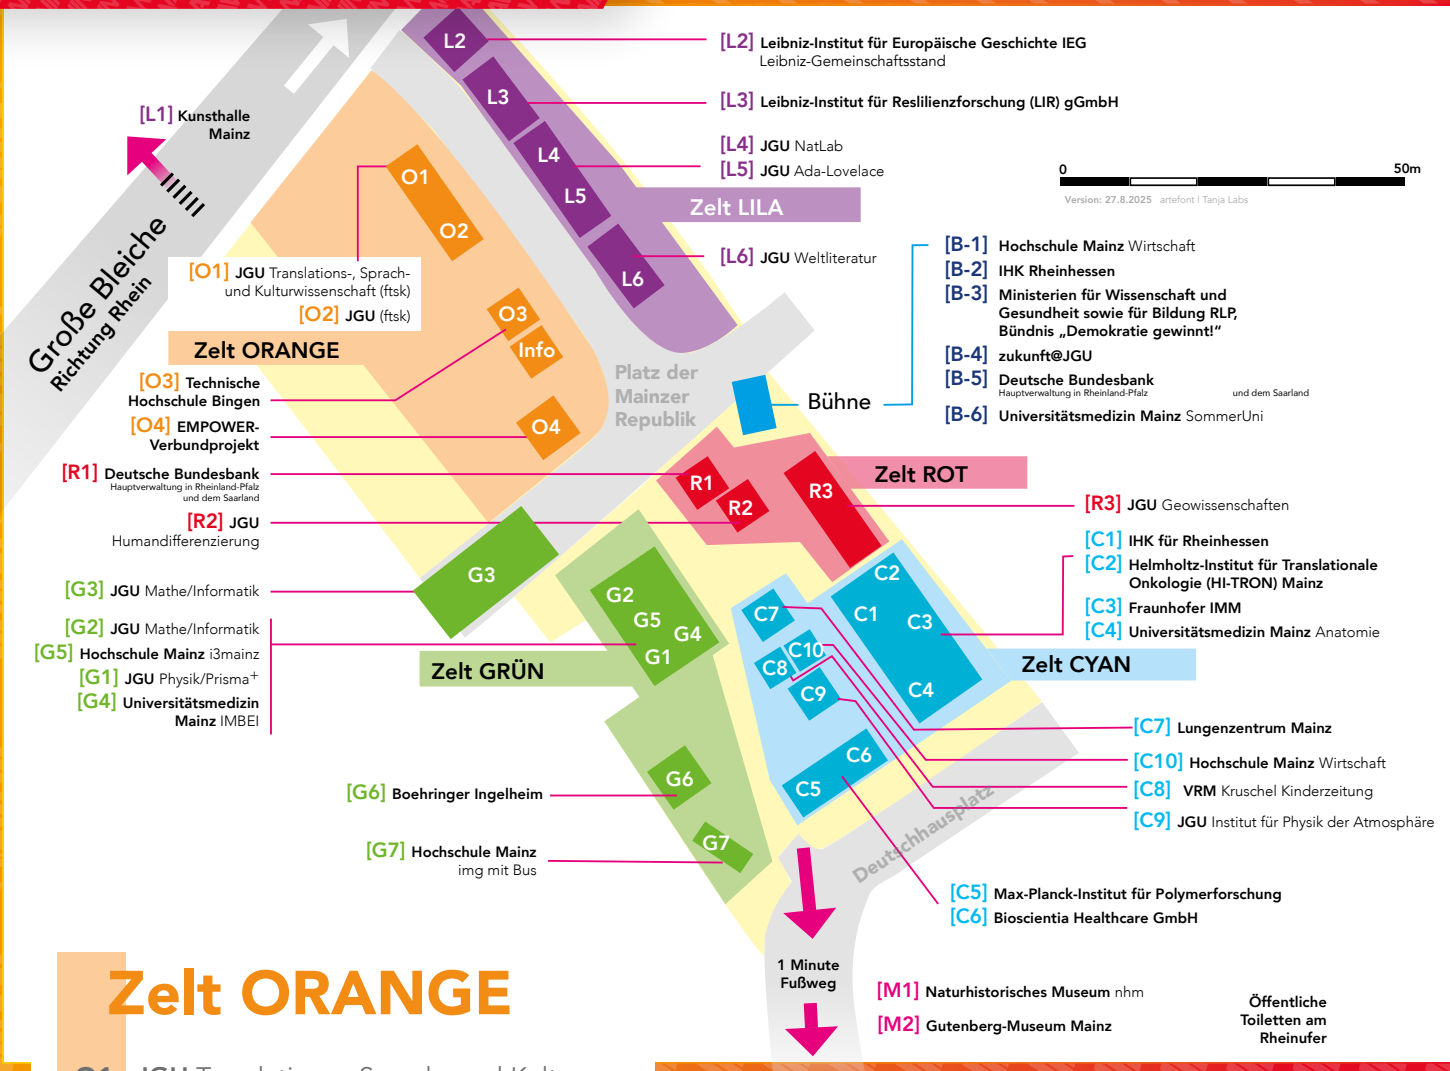 L2
[L2] Leibniz-Institut für Europäische Geschichte IEG
Leibniz-Gemeinschaftsstand
L3
[L3] Leibniz-Institut für Reslilienzforschung (LIR) gGmbH
[L1] Kunsthalle
Mainz
L4
[L4] JGU NatLab
L5
[L5] JGU Ada-Lovelace
0
50m
Version: 27.8.2025 artefont | Tanja Labs
Zelt LILA
O1
O2
Große Bleiche
Richtung Rhein
[O1] JGU Translations-, Sprach-
und Kulturwissenschaft (ftsk)
[O2] JGU (ftsk)
L6
[L6] JGU Weltliteratur
[B-1] Hochschule Mainz Wirtschaft
[B-2] IHK Rheinhessen
[B-3] Ministerien für Wissenschaft und
Gesundheit sowie für Bildung RLP,
Bündnis „Demokratie gewinnt!“
[B-4] zukunft@JGU
[B-5] Deutsche Bundesbank
Hauptverwaltung in Rheinland-Pfalz und dem Saarland
[B-6] Universitätsmedizin Mainz SommerUni
O3
Info
Zelt ORANGE
Platz der
Mainzer
Republik
Bühne
[O3] Technische
Hochschule Bingen
[O4] EMPOWER-
Verbundprojekt
O4
[R1] Deutsche Bundesbank
Hauptverwaltung in Rheinland-Pfalz
und dem Saarland
[R2] JGU
Humandifferenzierung
R1
R2
R3
Zelt ROT
[R3] JGU Geowissenschaften
[C1] IHK für Rheinhessen
[C2] Helmholtz-Institut für Translationale
Onkologie (HI-TRON) Mainz
[C3] Fraunhofer IMM
[C4] Universitätsmedizin Mainz Anatomie
G3
[G3] JGU Mathe/Informatik
[G2] JGU Mathe/Informatik
[G5] Hochschule Mainz i3mainz
[G1] JGU Physik/Prisma+
[G4] Universitätsmedizin
Mainz IMBEI
G2
G5
G4
G1
Zelt GRÜN
C2
C1
C3
C4
C7
C10
C8
C9
Zelt CYAN
C6
C5
[C7] Lungenzentrum Mainz
[C10] Hochschule Mainz Wirtschaft
[C8] VRM Kruschel Kinderzeitung
[C9] JGU Institut für Physik der Atmosphäre
G6
[G6] Boehringer Ingelheim
G7
[G7] Hochschule Mainz
img mit Bus
Deutschhausplatz
[C5] Max-Planck-Institut für Polymerforschung
[C6] Bioscientia Healthcare GmbH
1 Minute
Fußweg
[M1] Naturhistorisches Museum nhm
[M2] Gutenberg-Museum Mainz
Öffentliche
Toiletten am
Rheinufer
Zelt ORANGE